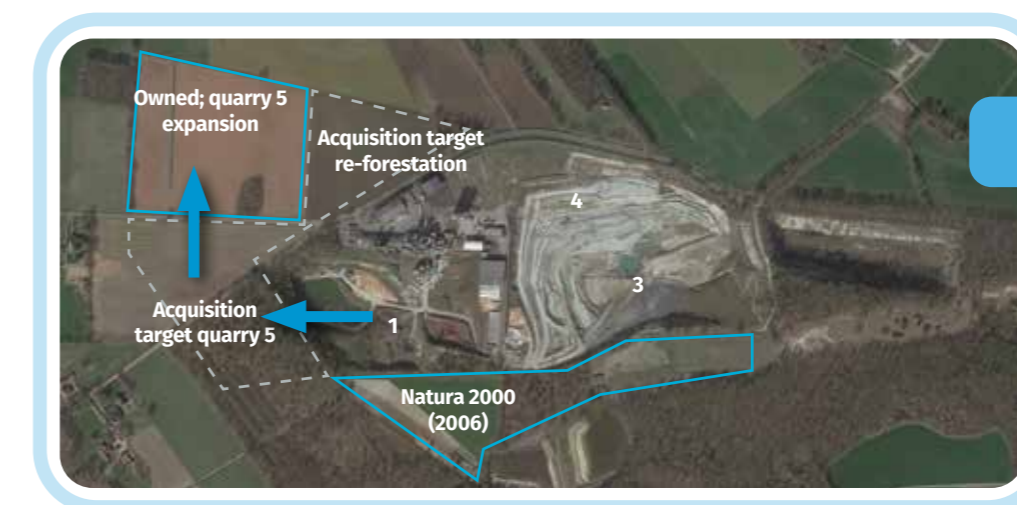 Owned; quarry 5
expansion
Acquisition target
re-forestation
4
3
Acquisition
target quarry 5
1
Natura 2000
(2006)